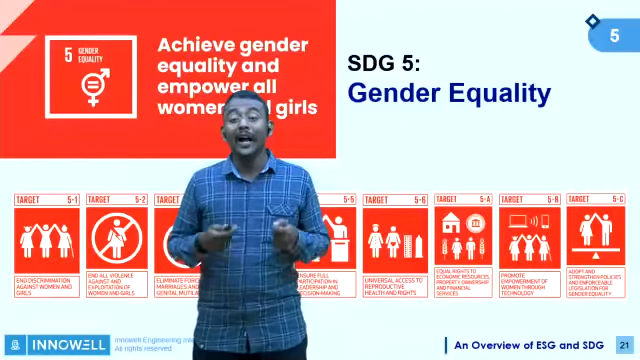 5
GENDER
EQUALITY
Achieve gender
equality and
empower all
women and girls
SDG 5:
Gender Equality
5
TARGET 5-1
END DISCRIMINATION
AGAINST WOMEN AND
GIRLS
TARGET 5-2
END ALL VIOLENCE
AGAINST AND
EXPLOITATION OF
WOMEN AND GIRLS
TARGET
ELIMINATE
MARRIAGES
GENITAL
5-5
ENSURE FULL
PARTICIPATION IN
LEADERSHIP AND
DECISION-MAKING
TARGET 5-6
UNIVERSAL ACCESS TO
REPRODUCTIVE
HEALTH AND RIGHTS
TARGET 5-A
EQUAL RIGHTS TO
ECONOMIC RESOURCES,
PROPERTY OWNERSHIP
AND FINANCIAL
SERVICES
TARGET 5-B
PROMOTE
EMPOWERMENT OF
WOMEN THROUGH
TECHNOLOGY
TARGET 5-C
ADOPT AND
STRENGTHEN POLICIES
AND ENFORCEABLE
LEGISLATION FOR
GENDER EQUALITY
INNOWELL
Innowell Engineering
All rights reserved
An Overview of ESG and SDG
21